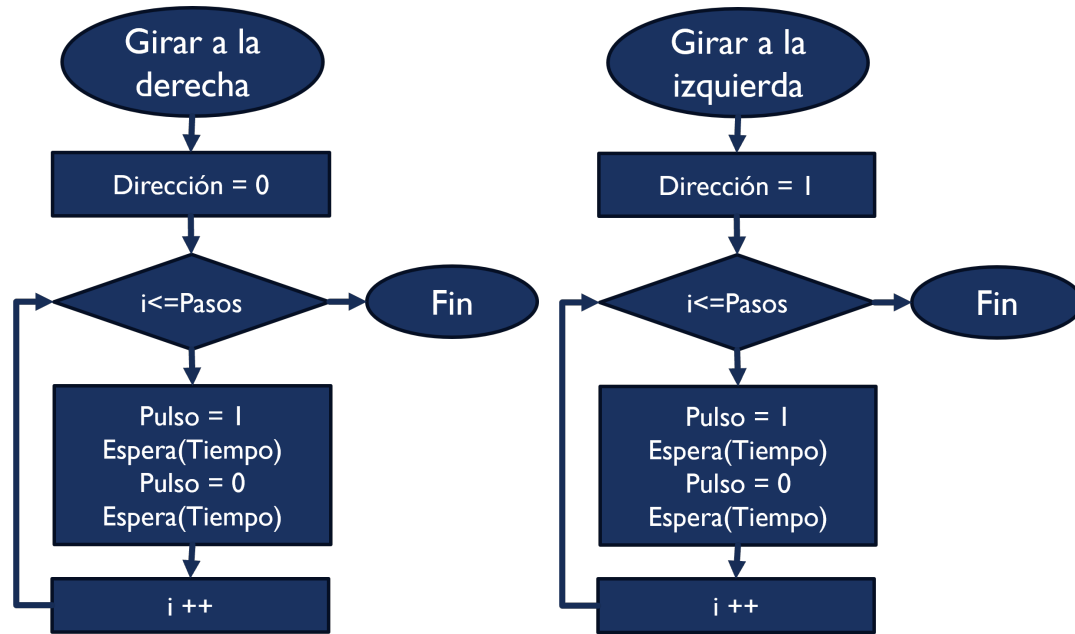 Girar a la
derecha
Dirección = 0
i<=Pasos
Fin
Pulso = 1
Espera(Tiempo)
Pulso = 0
Espera(Tiempo)
i ++
Girar a la
izquierda
Dirección = 1
i<=Pasos
Fin
Pulso = 1
Espera(Tiempo)
Pulso = 0
Espera(Tiempo)
i ++